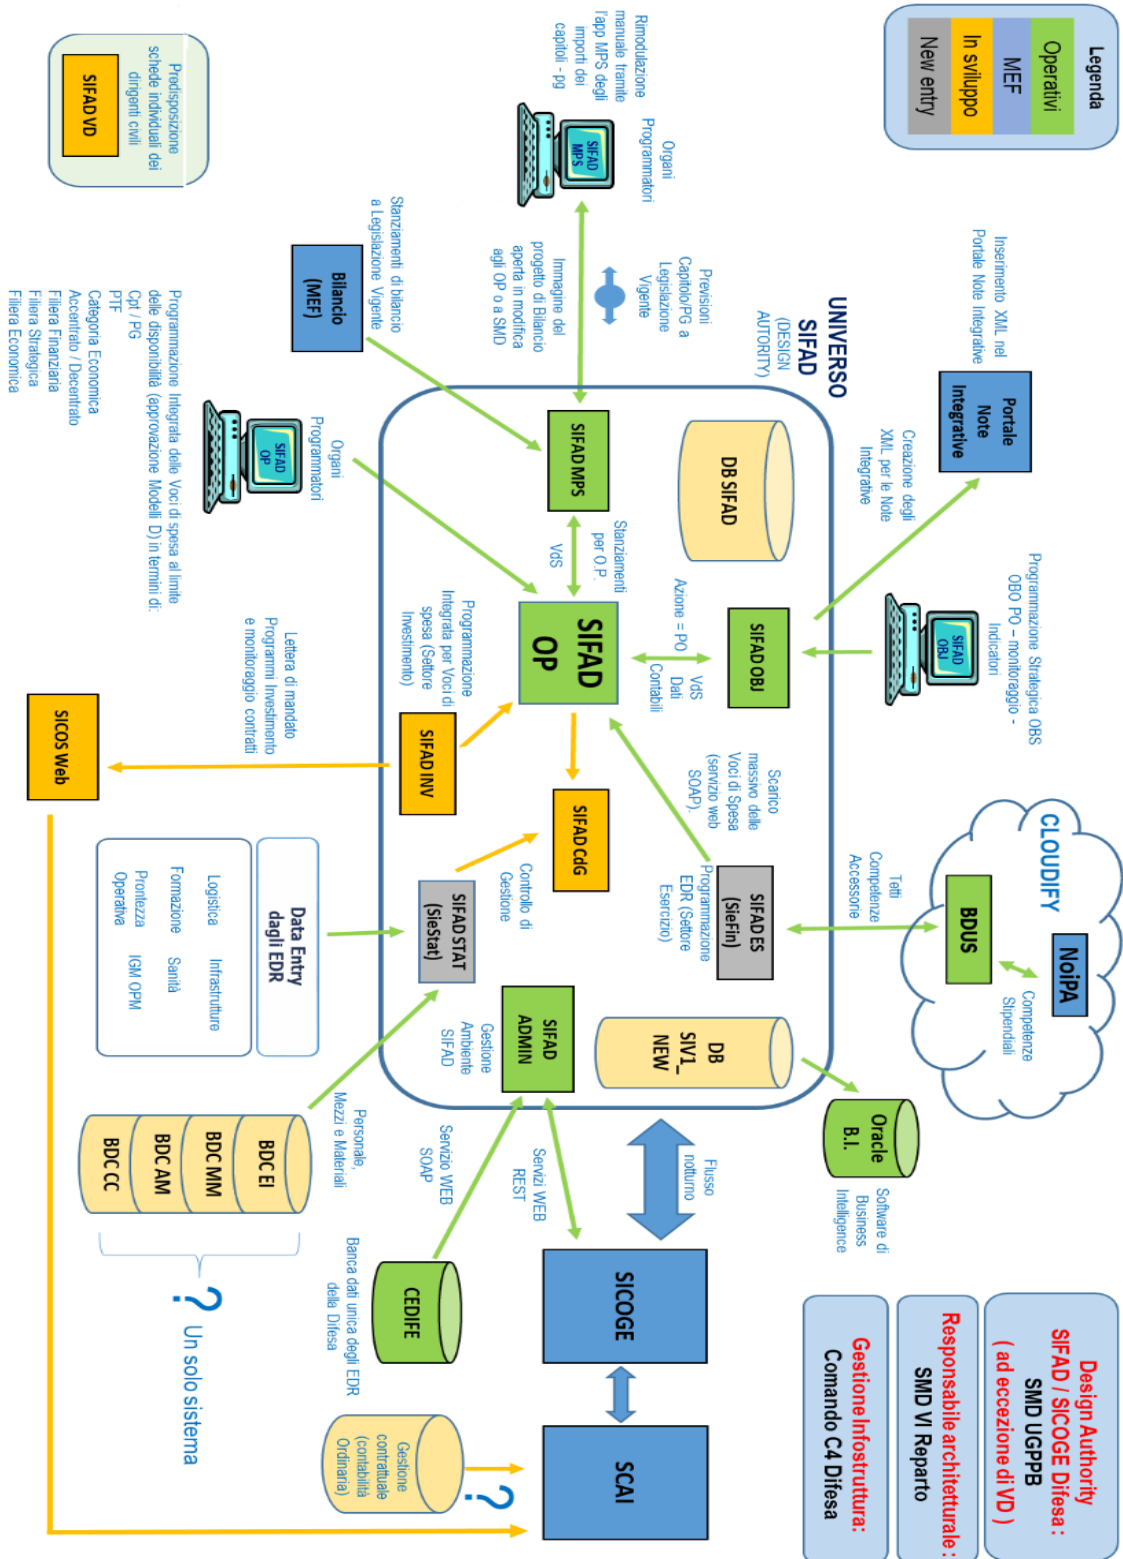 Legenda
Operativi
MEF
In sviluppo
New entry
Predisposizione
schede individuali dei
dirigenti civili
SIFAD VD
Rimodulazione
manuale tramite
l'app MPS degli
importi dei
capitoli - pg
Organi
Programmatori
SIFAD
MPS
Previsioni
Capitolo/PG a
Legislazione
Vigente
Immagine del
progetto di Bilancio
aperta in modifica
agli OP o a SMD
Stanziamenti di bilancio
a Legislazione Vigente
Bilancio
(MEF)
Inserimento XML nel
Portale Note Integrative
Portale
Note
Integrative
Creazione degli
XML per le Note
Integrative
UNIVERSO
SIFAD
(DESIGN
AUTORITY)
Programmazione Strategica OBS
OBO PO – monitoraggio -
Indicatori
SIFAD
OBJ
Organi
Programmatori
SIFAD
OP
Programmazione Integrata delle Voci di spesa al limite
delle disponibilità (approvazione Modelli D) in termini di:
Cpt / PG
PTF
Categoria Economica
Accentrato / Decentrato
Filiera Finanziaria
Filiera Strategica
Filiera Economica
DB SIFAD
SIFAD MPS
Stanziamenti
per O.P.
VdS
SIFAD OBJ
Azione = PO
VdS
Dati
Contabili
SIFAD
OP
Programmazione
Integrata per Voci di
spesa (Settore
Investimento)
SIFAD INV
SIFAD CdG
Controllo di
Gestione
Scarico
massivo delle
Voci di Spesa
(servizio web
SOAP).
SIFAD ES
(SieFin)
Programmazione
EDR (Settore
Esercizio)
SIFAD STAT
(SieStat)
SIFAD
ADMIN
Gestione
Ambiente
SIFAD
DB
SIV1_
NEW
CLOUDIFY
NoiPA
BDUS
Competenze
Stipendiali
Tetti
Competenze
Accessorie
Oracle
B.I.
Software di
Business
Intelligence
Lettera di mandato
Programmi Investimento
e monitoraggio contratti
SICOS Web
Data Entry
dagli EDR
Logistica
Infrastrutture
Formazione
Sanità
Prontezza
Operativa
IGM OPM
Personale,
Mezzi e Materiali
BDC EI
BDC MM
BDC AM
BDC CC
?
Un solo sistema
Flusso
notturno
Servizi WEB
REST
Servizio WEB
SOAP
SICOGE
SCAI
CEDIFE
Banca dati unica degli EDR
della Difesa
Gestione
contrattuale
(contabilità
Ordinaria)
?
Design Authority
SIFAD / SICOGE Difesa :
SMD UGPPB
( ad eccezione di VD )
Responsabile architetturale :
SMD VI Reparto
Gestione Infostruttura:
Comando C4 Difesa